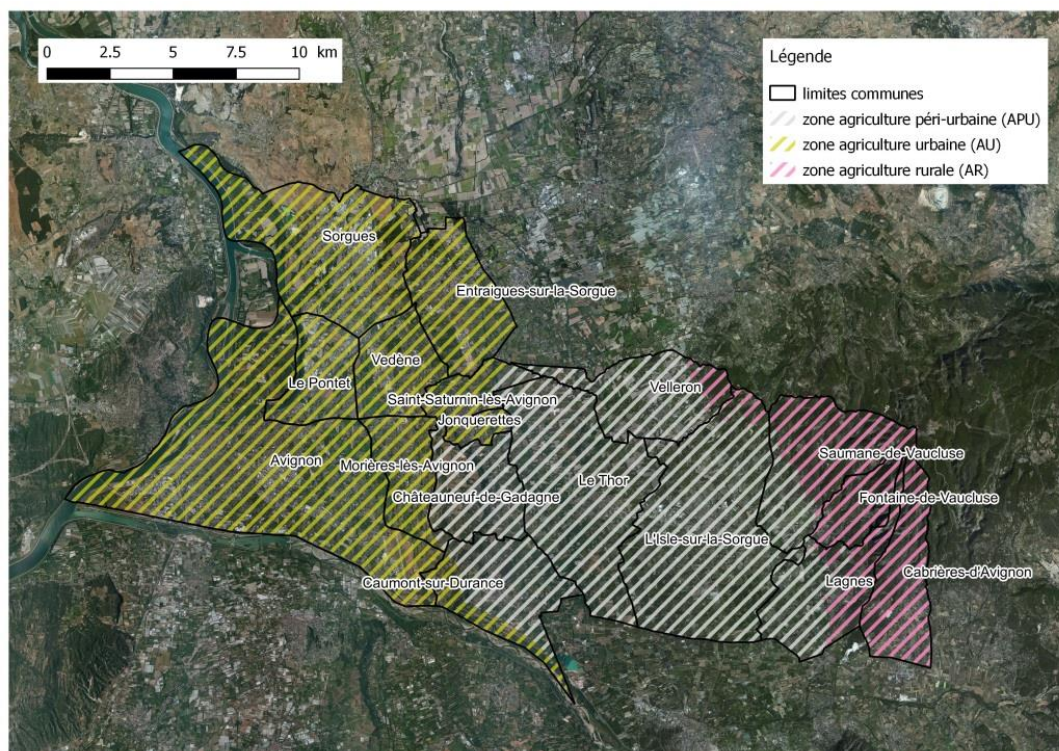 0 2.5 5 7.5 10 km
Légende
limites communes
zone agriculture péri-urbaine (APU)
zone agriculture urbaine (AU)
zone agriculture rurale (AR)
Sorgues
Entraigues-sur-la-Sorgue
Vedène
Le Pontet
Velleron
Saint-Saturnin-lès-Avignon
Jonquerettes
Saumane-de-Vaucluse
Avignon
Morières-lès-Avignon
Le Thor
Châteauneuf-de-Gadagne
Fontaine-de-Vaucluse
L'Isle-sur-la-Sorgue
Cabrières-d'Avignon
Caumont-sur-Durance
Lagnes